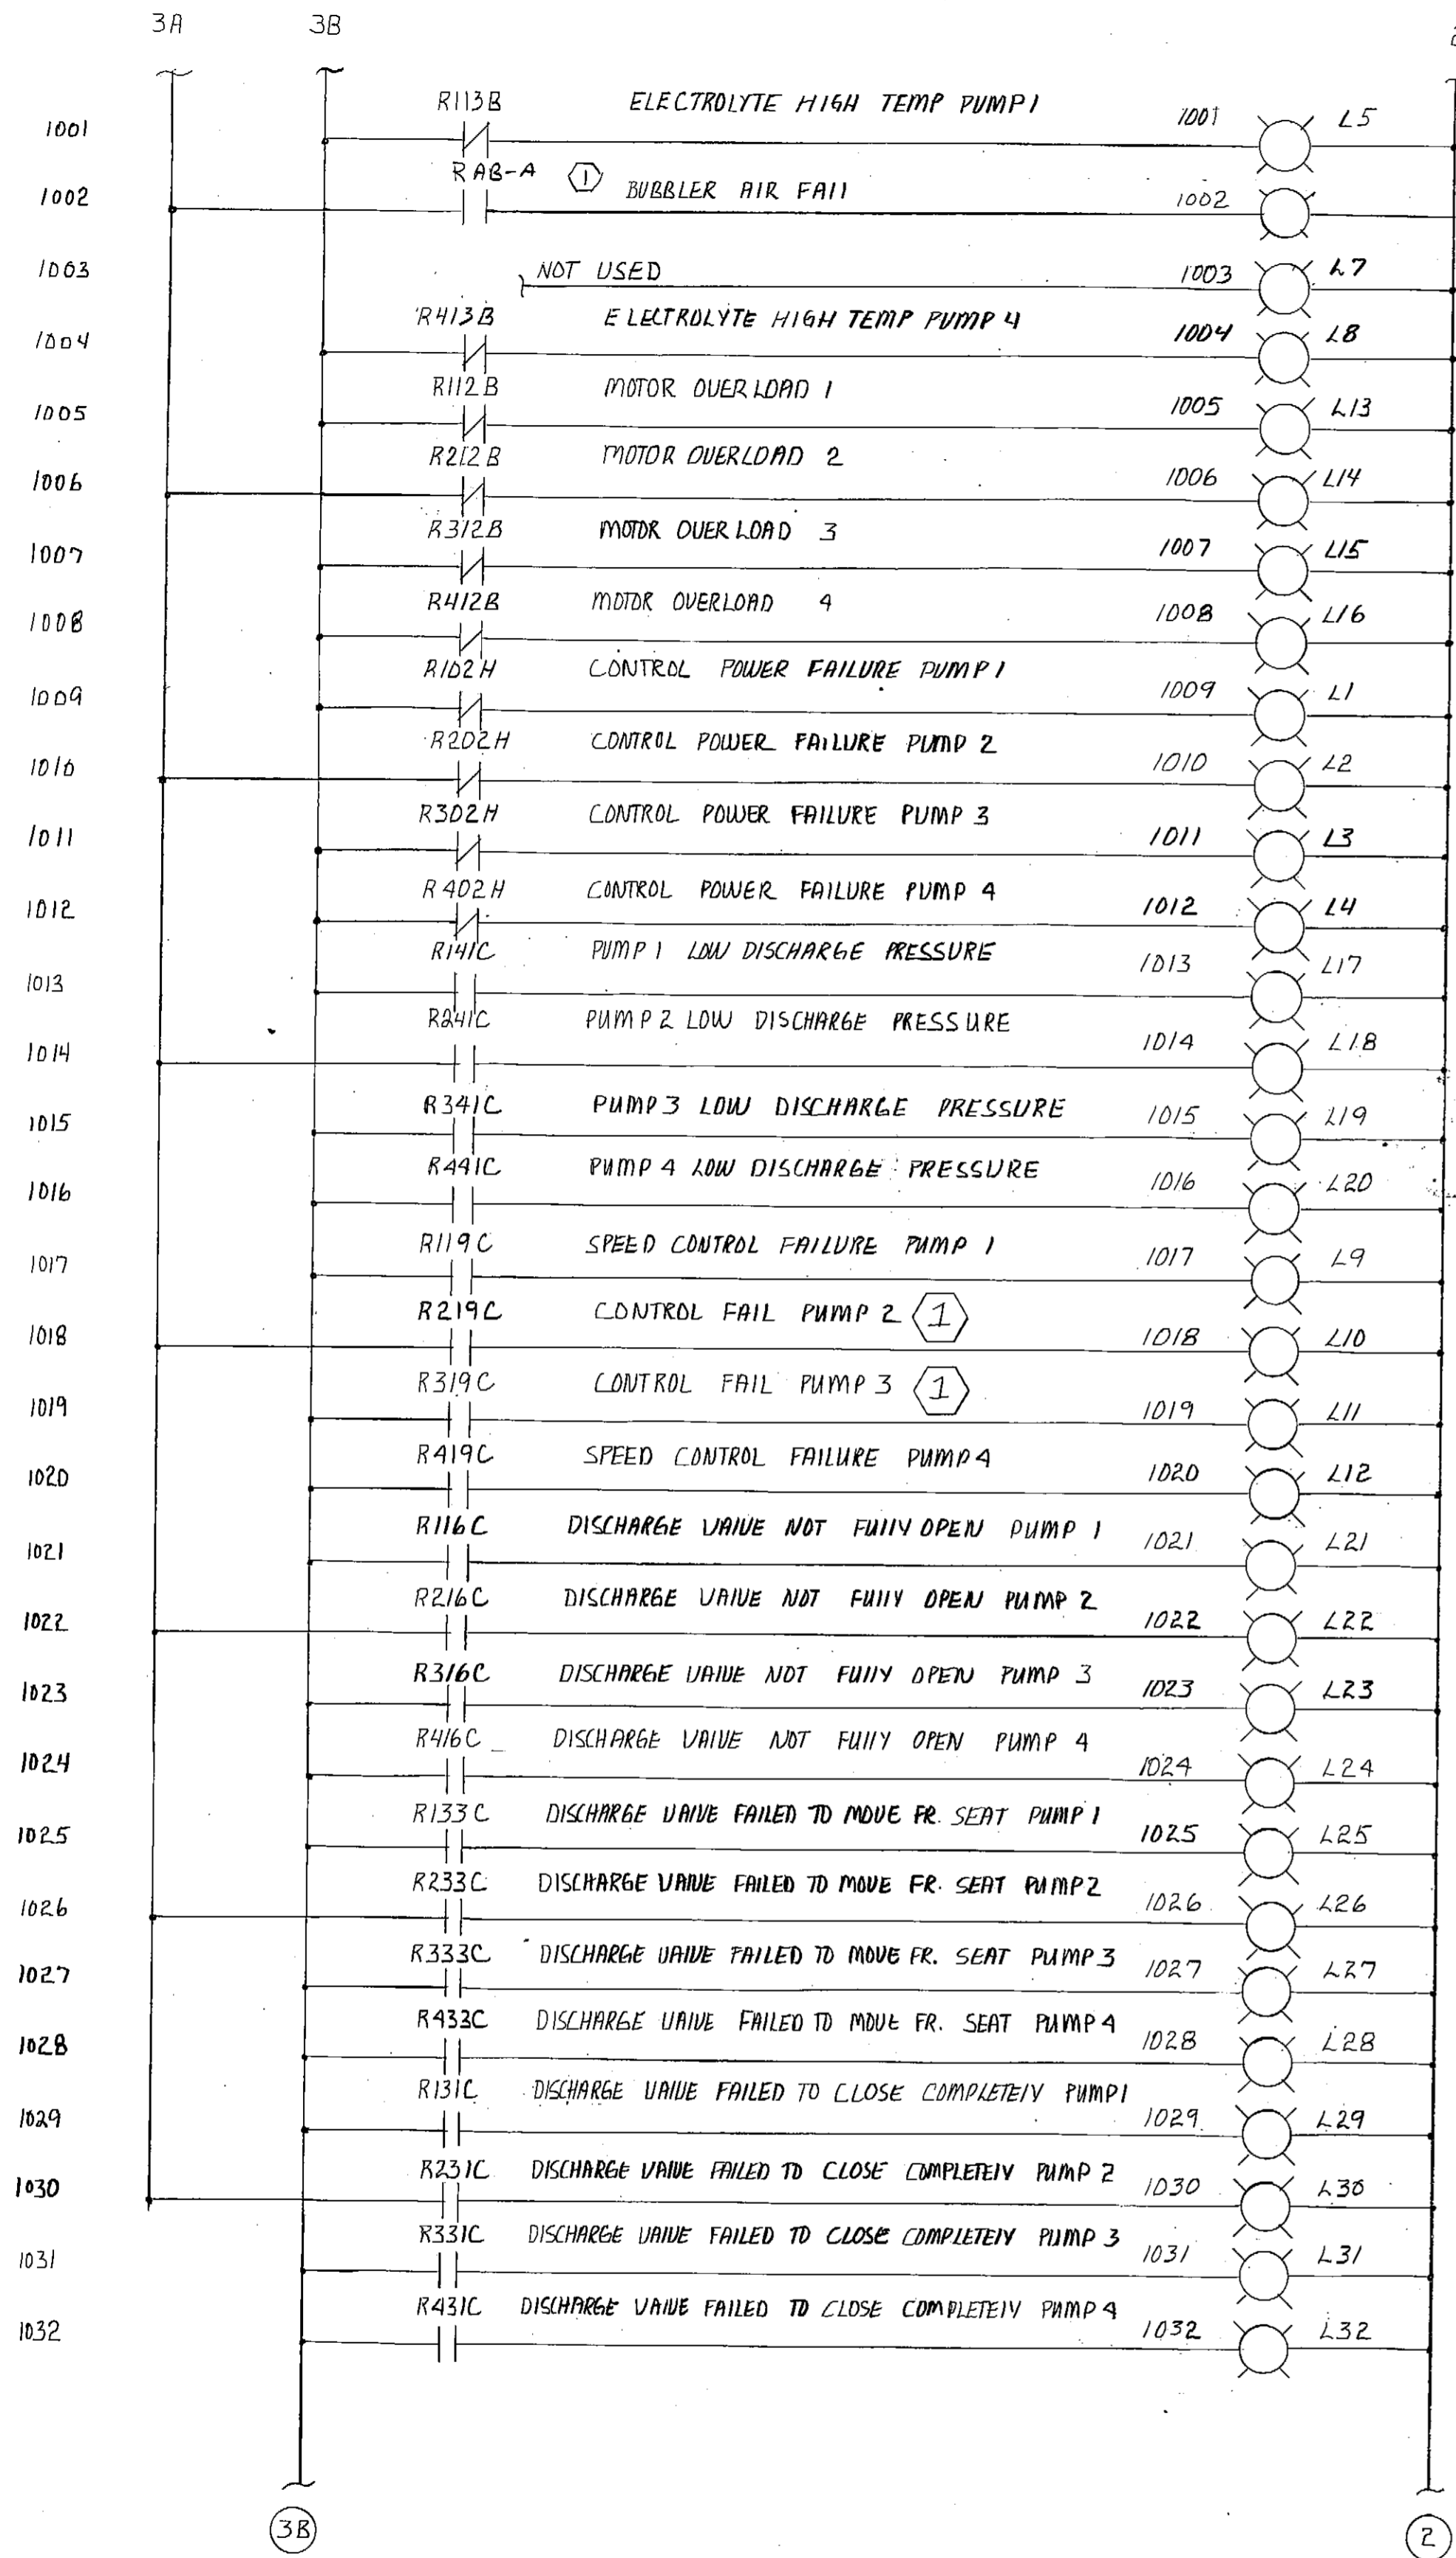 3A 3B
R113B ELECTROLYTE HIGH TEMP PUMP 1
1001 1001 L5
RAB-A 1 BUBBLER AIR FAIL
1002 1002
1003 NOT USED 1003 L7
R413B ELECTROLYTE HIGH TEMP PUMP 4
1004 1004 L8
R112B MOTOR OVERLOAD 1
1005 1005 L13
R212B MOTOR OVERLOAD 2
1006 1006 L14
R312B MOTOR OVERLOAD 3
1007 1007 L15
R412B MOTOR OVERLOAD 4
1008 1008 L16
R102H CONTROL POWER FAILURE PUMP 1
1009 1009 L1
R202H CONTROL POWER FAILURE PUMP 2
1010 1010 L2
R302H CONTROL POWER FAILURE PUMP 3
1011 1011 L3
R402H CONTROL POWER FAILURE PUMP 4
1012 1012 L4
R141C PUMP 1 LOW DISCHARGE PRESSURE
1013 1013 L17
R241C PUMP 2 LOW DISCHARGE PRESSURE
1014 1014 L18
R341C PUMP 3 LOW DISCHARGE PRESSURE
1015 1015 L19
R441C PUMP 4 LOW DISCHARGE PRESSURE
1016 1016 L20
R119C SPEED CONTROL FAILURE PUMP 1
1017 1017 L9
R219C CONTROL FAIL PUMP 2 1
1018 1018 L10
R319C CONTROL FAIL PUMP 3 1
1019 1019 L11
R419C SPEED CONTROL FAILURE PUMP 4
1020 1020 L12
R116C DISCHARGE VALVE NOT FULLY OPEN PUMP 1
1021 1021 L21
R216C DISCHARGE VALVE NOT FULLY OPEN PUMP 2
1022 1022 L22
R316C DISCHARGE VALVE NOT FULLY OPEN PUMP 3
1023 1023 L23
R416C DISCHARGE VALVE NOT FULLY OPEN PUMP 4
1024 1024 L24
R133C DISCHARGE VALVE FAILED TO MOVE FR. SEAT PUMP 1
1025 1025 L25
R233C DISCHARGE VALVE FAILED TO MOVE FR. SEAT PUMP 2
1026 1026 L26
R333C DISCHARGE VALVE FAILED TO MOVE FR. SEAT PUMP 3
1027 1027 L27
R433C DISCHARGE VALVE FAILED TO MOVE FR. SEAT PUMP 4
1028 1028 L28
R131C DISCHARGE VALVE FAILED TO CLOSE COMPLETELY PUMP 1
1029 1029 L29
R231C DISCHARGE VALVE FAILED TO CLOSE COMPLETELY PUMP 2
1030 1030 L30
R331C DISCHARGE VALVE FAILED TO CLOSE COMPLETELY PUMP 3
1031 1031 L31
R431C DISCHARGE VALVE FAILED TO CLOSE COMPLETELY PUMP 4
1032 1032 L32
3B 2